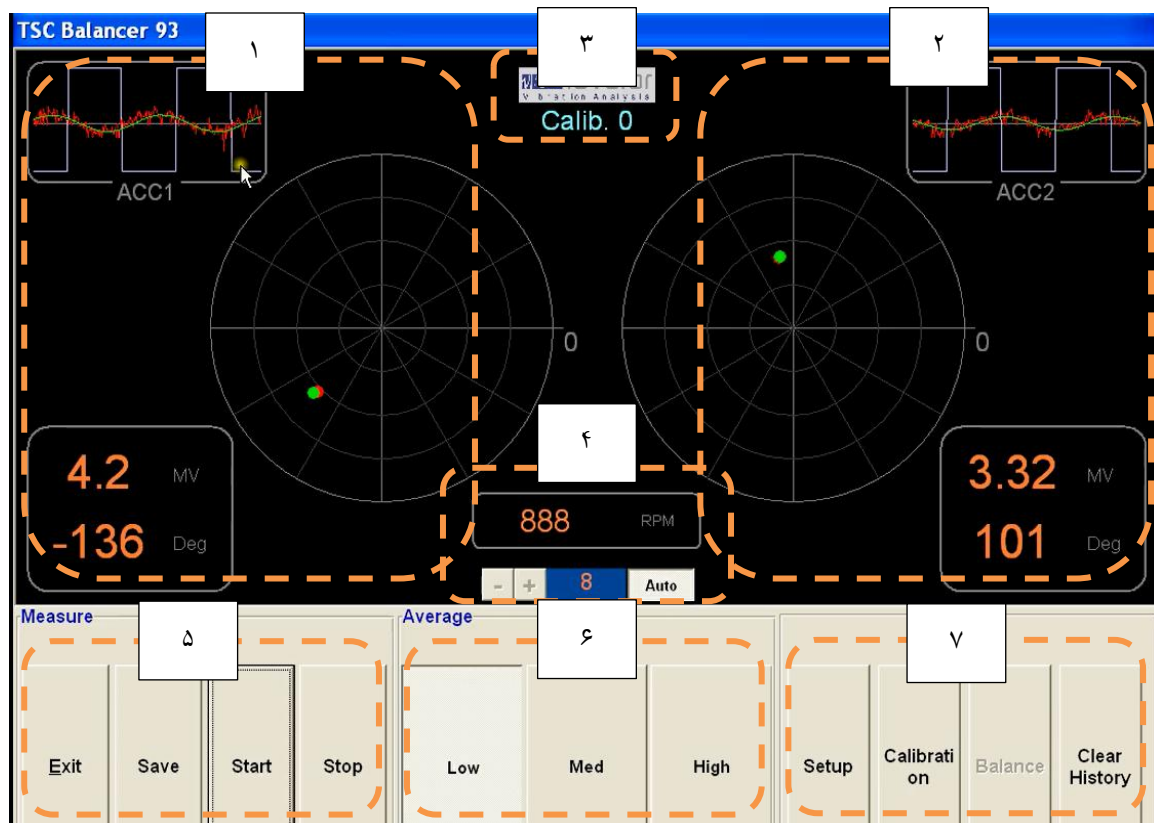 TSC Balancer 93
۱
۳
۲
Vibration Analysis
Calib. 0
ACC1
ACC2
0
0
۴
4.2 MV
-136 Deg
888 RPM
3.32 MV
101 Deg
- + 8 Auto
Measure
Average
۵
۶
۷
Exit
Save
Start
Stop
Low
Med
High
Setup
Calibrati
on
Balance
Clear
History